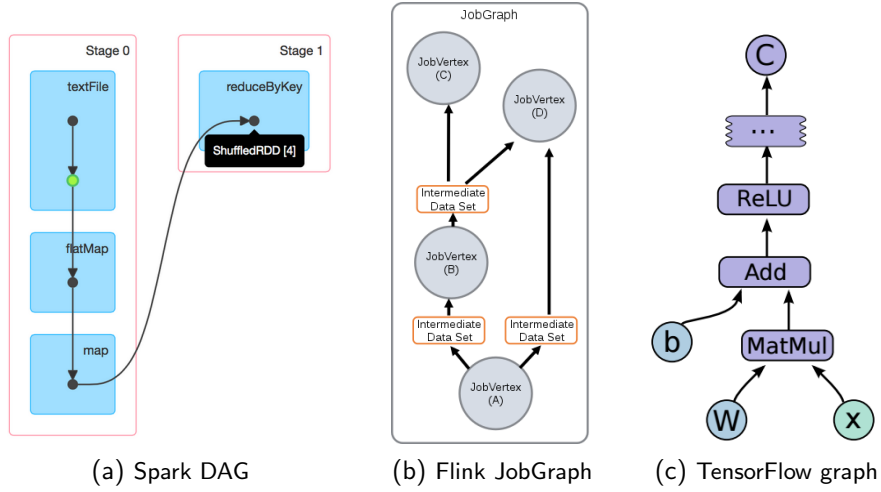 Stage 0
textFile
flatMap
map
Stage 1
reduceByKey
ShuffledRDD [4]
(a) Spark DAG
JobGraph
JobVertex
(C)
JobVertex
(D)
Intermediate
Data Set
JobVertex
(B)
Intermediate
Data Set
Intermediate
Data Set
JobVertex
(A)
(b) Flink JobGraph
C
...
ReLU
Add
b
MatMul
W
x
(c) TensorFlow graph